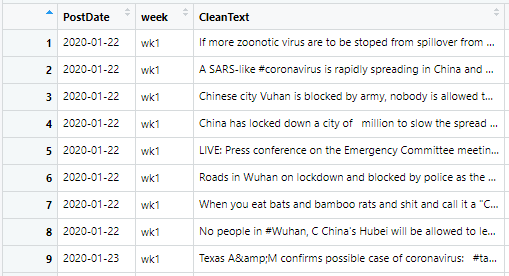 PostDate week CleanText
1 2020-01-22 wk1 If more zoonotic virus are to be stoped from spillover from ...
2 2020-01-22 wk1 A SARS-like #coronavirus is rapidly spreading in China and ...
3 2020-01-22 wk1 Chinese city Vuhan is blocked by army, nobody is allowed t...
4 2020-01-22 wk1 China has locked down a city of million to slow the spread
5 2020-01-22 wk1 LIVE: Press conference on the Emergency Committee meetin...
6 2020-01-22 wk1 Roads in Wuhan on lockdown and blocked by police as the ...
7 2020-01-22 wk1 When you eat bats and bamboo rats and shit and call it a “C...
8 2020-01-22 wk1 No people in #Wuhan, C China's Hubei will be allowed to le...
9 2020-01-23 wk1 Texas A&amp;M confirms possible case of coronavirus: #ta...